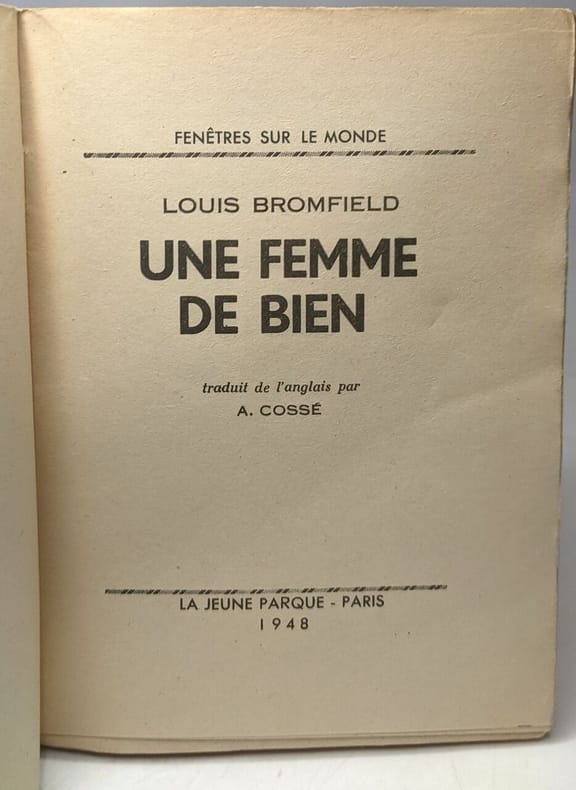 FENÊTRES SUR LE MONDE
LOUIS BROMFIELD
UNE FEMME
DE BIEN
traduit de l'anglais par
A. COSSÉ
LA JEUNE PARQUE - PARIS
1948